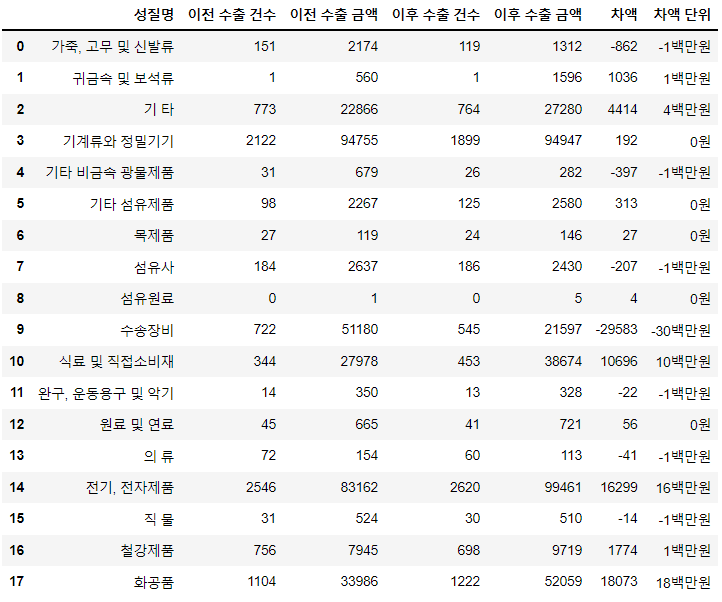 성질명 이전 수출 건수 이전 수출 금액 이후 수출 건수 이후 수출 금액 차액 차액 단위
0 가죽, 고무 및 신발류 151 2174 119 1312 -862 -1백만원
1 귀금속 및 보석류 1 560 1 1596 1036 1백만원
2 기 타 773 22866 764 27280 4414 4백만원
3 기계류와 정밀기기 2122 94755 1899 94947 192 0원
4 기타 비금속 광물제품 31 679 26 282 -397 -1백만원
5 기타 섬유제품 98 2267 125 2580 313 0원
6 목제품 27 119 24 146 27 0원
7 섬유사 184 2637 186 2430 -207 -1백만원
8 섬유원료 0 1 0 5 4 0원
9 수송장비 722 51180 545 21597 -29583 -30백만원
10 식료 및 직접소비재 344 27978 453 38674 10696 10백만원
11 완구, 운동용구 및 악기 14 350 13 328 -22 -1백만원
12 원료 및 연료 45 665 41 721 56 0원
13 의 류 72 154 60 113 -41 -1백만원
14 전기, 전자제품 2546 83162 2620 99461 16299 16백만원
15 직 물 31 524 30 510 -14 -1백만원
16 철강제품 756 7945 698 9719 1774 1백만원
17 화공품 1104 33986 1222 52059 18073 18백만원